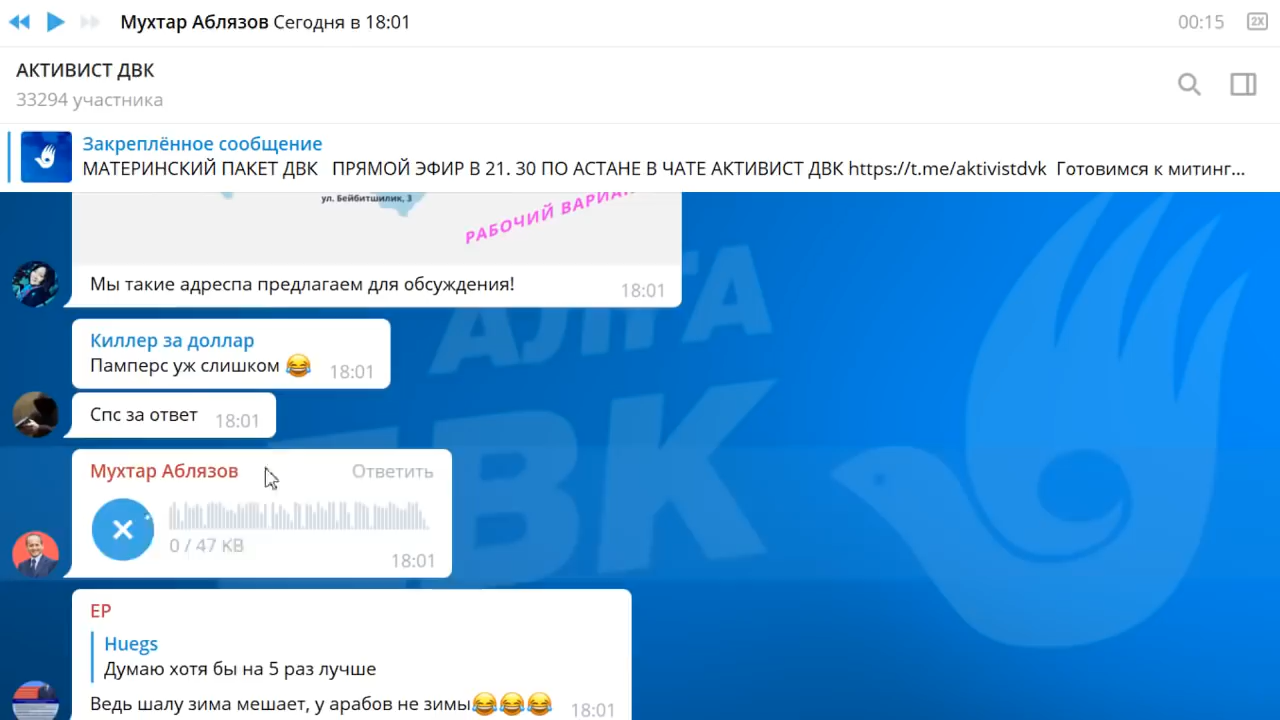 Мухтар Аблязов Сегодня в 18:01
00:15
2X
АКТИВИСТ ДВК
33294 участника
Закреплённое сообщение
МАТЕРИНСКИЙ ПАКЕТ ДВК ПРЯМОЙ ЭФИР В 21. 30 ПО АСТАНЕ В ЧАТЕ АКТИВИСТ ДВК https://t.me/aktivistdvk Готовимся к митинг...
ул. Бейбитшилик, 3
РАБОЧИЙ ВАРИАН
Мы такие адреспа предлагаем для обсуждения!
18:01
АЛГА
ДВК
Киллер за доллар
Памперс уж слишком 😂
18:01
Спс за ответ
18:01
Мухтар Аблязов
Ответить
0 / 47 KB
18:01
EP
Huegs
Думаю хотя бы на 5 раз лучше
Ведь шалу зима мешает, у арабов не зимы😂😂😂
18:01